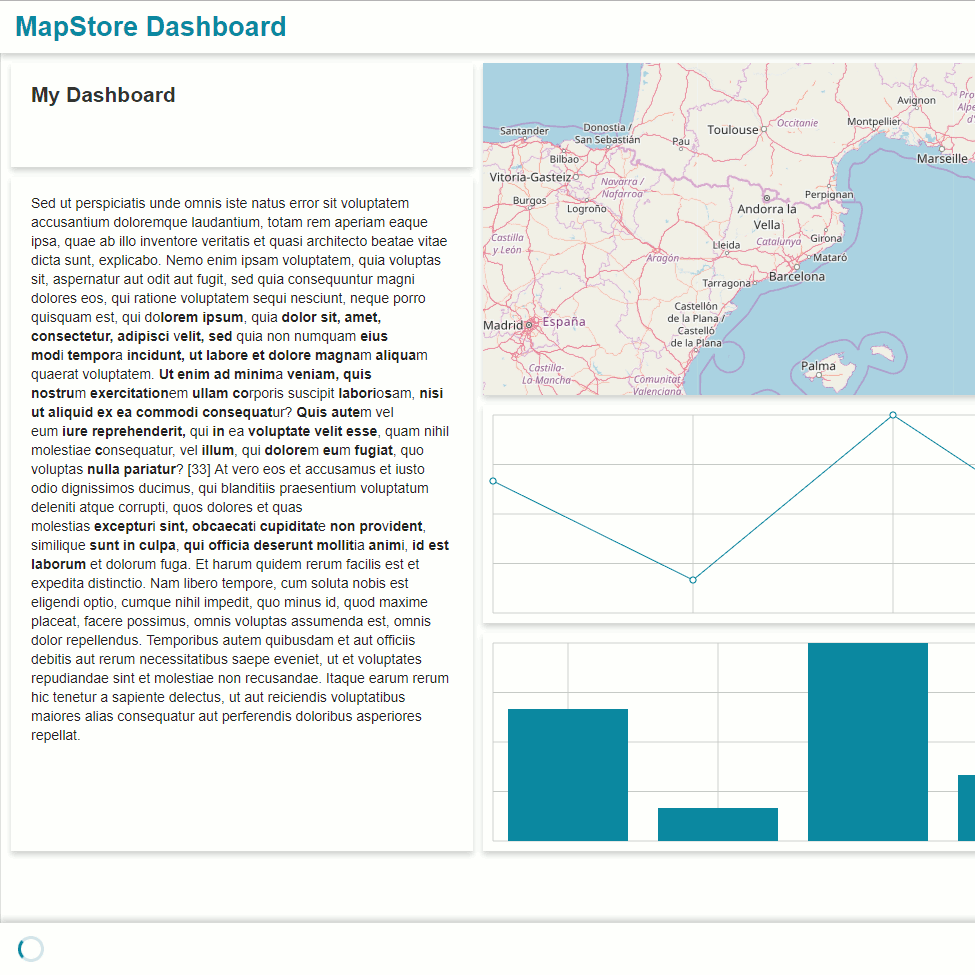 MapStore Dashboard
My Dashboard
Sed ut perspiciatis unde omnis iste natus error sit voluptatem
accusantium doloremque laudantium, totam rem aperiam eaque
ipsa, quae ab illo inventore veritatis et quasi architecto beatae vitae
dicta sunt, explicabo. Nemo enim ipsam voluptatem, quia voluptas
sit, aspernatur aut odit aut fugit, sed quia consequuntur magni
dolores eos, qui ratione voluptatem sequi nesciunt, neque porro
quisquam est, qui dolorem ipsum, quia dolor sit, amet,
consectetur, adipisci velit, sed quia non numquam eius
modi tempora incidunt, ut labore et dolore magnam aliquam
quaerat voluptatem. Ut enim ad minima veniam, quis
nostrum exercitationem ullam corporis suscipit laboriosam, nisi
ut aliquid ex ea commodi consequatur? Quis autem vel
eum iure reprehenderit, qui in ea voluptate velit esse, quam nihil
molestiae consequatur, vel illum, qui dolorem eum fugiat, quo
voluptas nulla pariatur? [33] At vero eos et accusamus et iusto
odio dignissimos ducimus, qui blanditiis praesentium voluptatum
deleniti atque corrupti, quos dolores et quas
molestias excepturi sint, obcaecati cupiditate non provident,
similique sunt in culpa, qui officia deserunt mollitia animi, id est
laborum et dolorum fuga. Et harum quidem rerum facilis est et
expedita distinctio. Nam libero tempore, cum soluta nobis est
eligendi optio, cumque nihil impedit, quo minus id, quod maxime
placeat, facere possimus, omnis voluptas assumenda est, omnis
dolor repellendus. Temporibus autem quibusdam et aut officiis
debitis aut rerum necessitatibus saepe eveniet, ut et voluptates
repudiandae sint et molestiae non recusandae. Itaque earum rerum
hic tenetur a sapiente delectus, ut aut reiciendis voluptatibus
maiores alias consequatur aut perferendis doloribus asperiores
repellat.
Avignon
Pro
Alpe
d'
Santander
Donostia /
San Sebastián
Pau
Toulouse
Occitanie
Montpellier
Marseille
Bilbao
Vitoria-Gasteiz
Navarra /
Nafarroa
Burgos
Logroño
Perpignan
Andorra la
Vella
Castilla
y León
Aragón
Lleida
Catalunya
Girona
Mataró
Barcelona
Tarragona
Castellón
de la Plana /
Castelló
de la Plana
Madrid
España
Palma
Castilla-
La Mancha
Comunitat
Valenciana